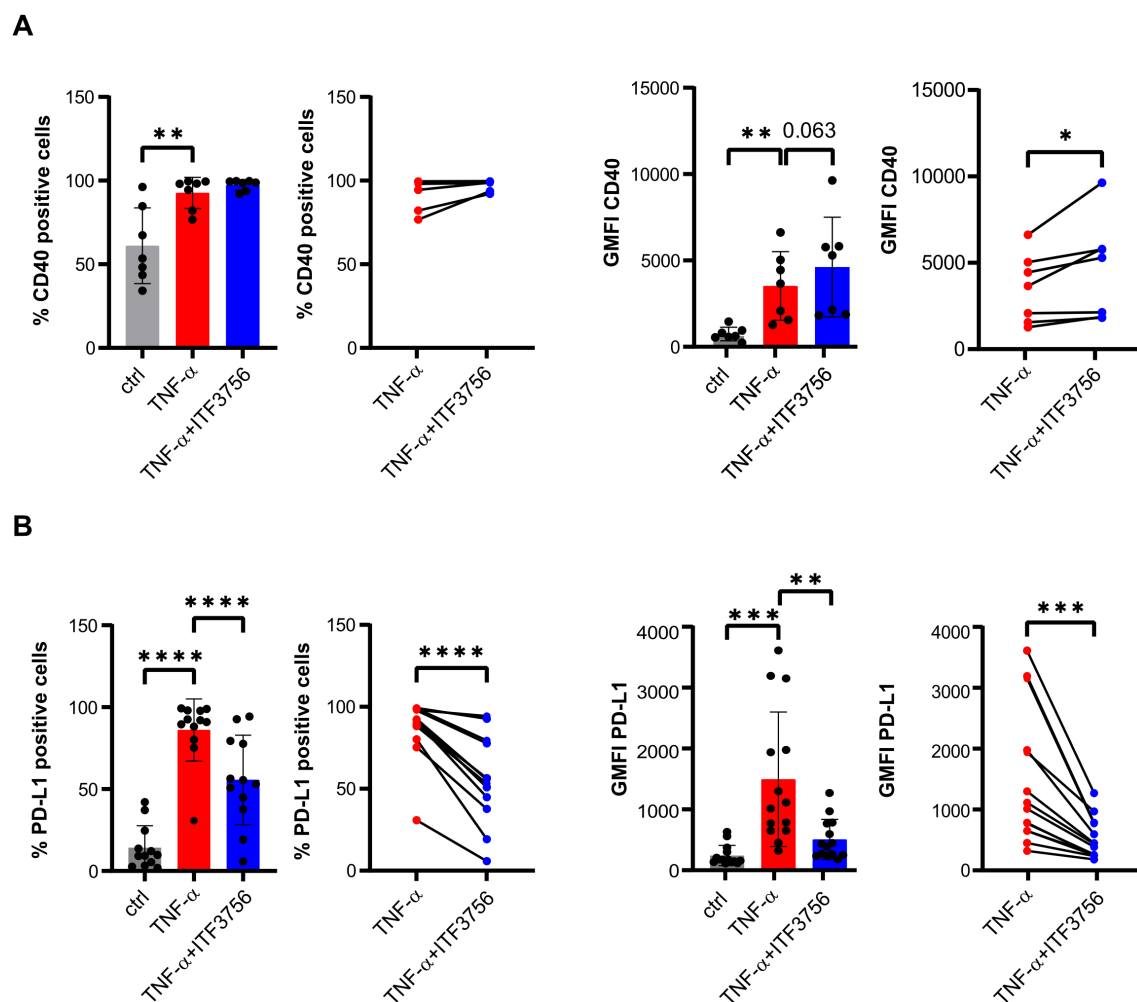 A
% CD40 positive cells
150
100
50
0
**
ctrl
TNF-α
TNF-α+ITF3756
% CD40 positive cells
150
100
50
0
TNF-α
TNF-α+ITF3756
GMFI CD40
15000
10000
5000
0
**
0.063
ctrl
TNF-α
TNF-α+ITF3756
GMFI CD40
15000
10000
5000
0
*
TNF-α
TNF-α+ITF3756
B
% PD-L1 positive cells
150
100
50
0
****
****
ctrl
TNF-α
TNF-α+ITF3756
% PD-L1 positive cells
150
100
50
0
****
TNF-α
TNF-α+ITF3756
GMFI PD-L1
4000
3000
2000
1000
0
***
**
ctrl
TNF-α
TNF-α+ITF3756
GMFI PD-L1
4000
3000
2000
1000
0
***
TNF-α
TNF-α+ITF3756